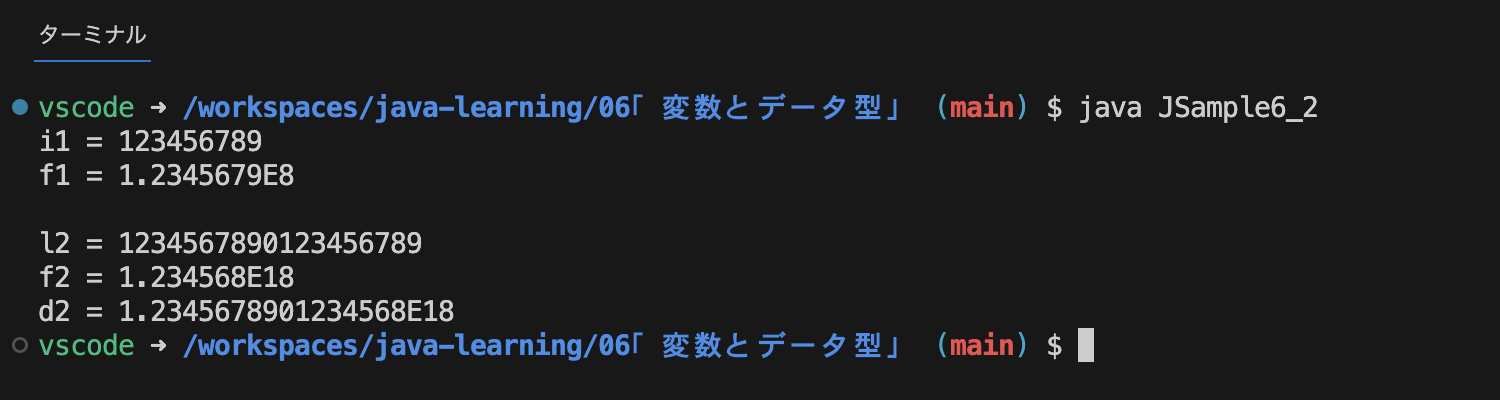 ターミナル
vscode ➜ /workspaces/java-learning/06「変数とデータ型」 (main) $ java JSample6_2
i1 = 123456789
f1 = 1.2345679E8
l2 = 1234567890123456789
f2 = 1.234568E18
d2 = 1.2345678901234568E18
vscode ➜ /workspaces/java-learning/06「変数とデータ型」 (main) $